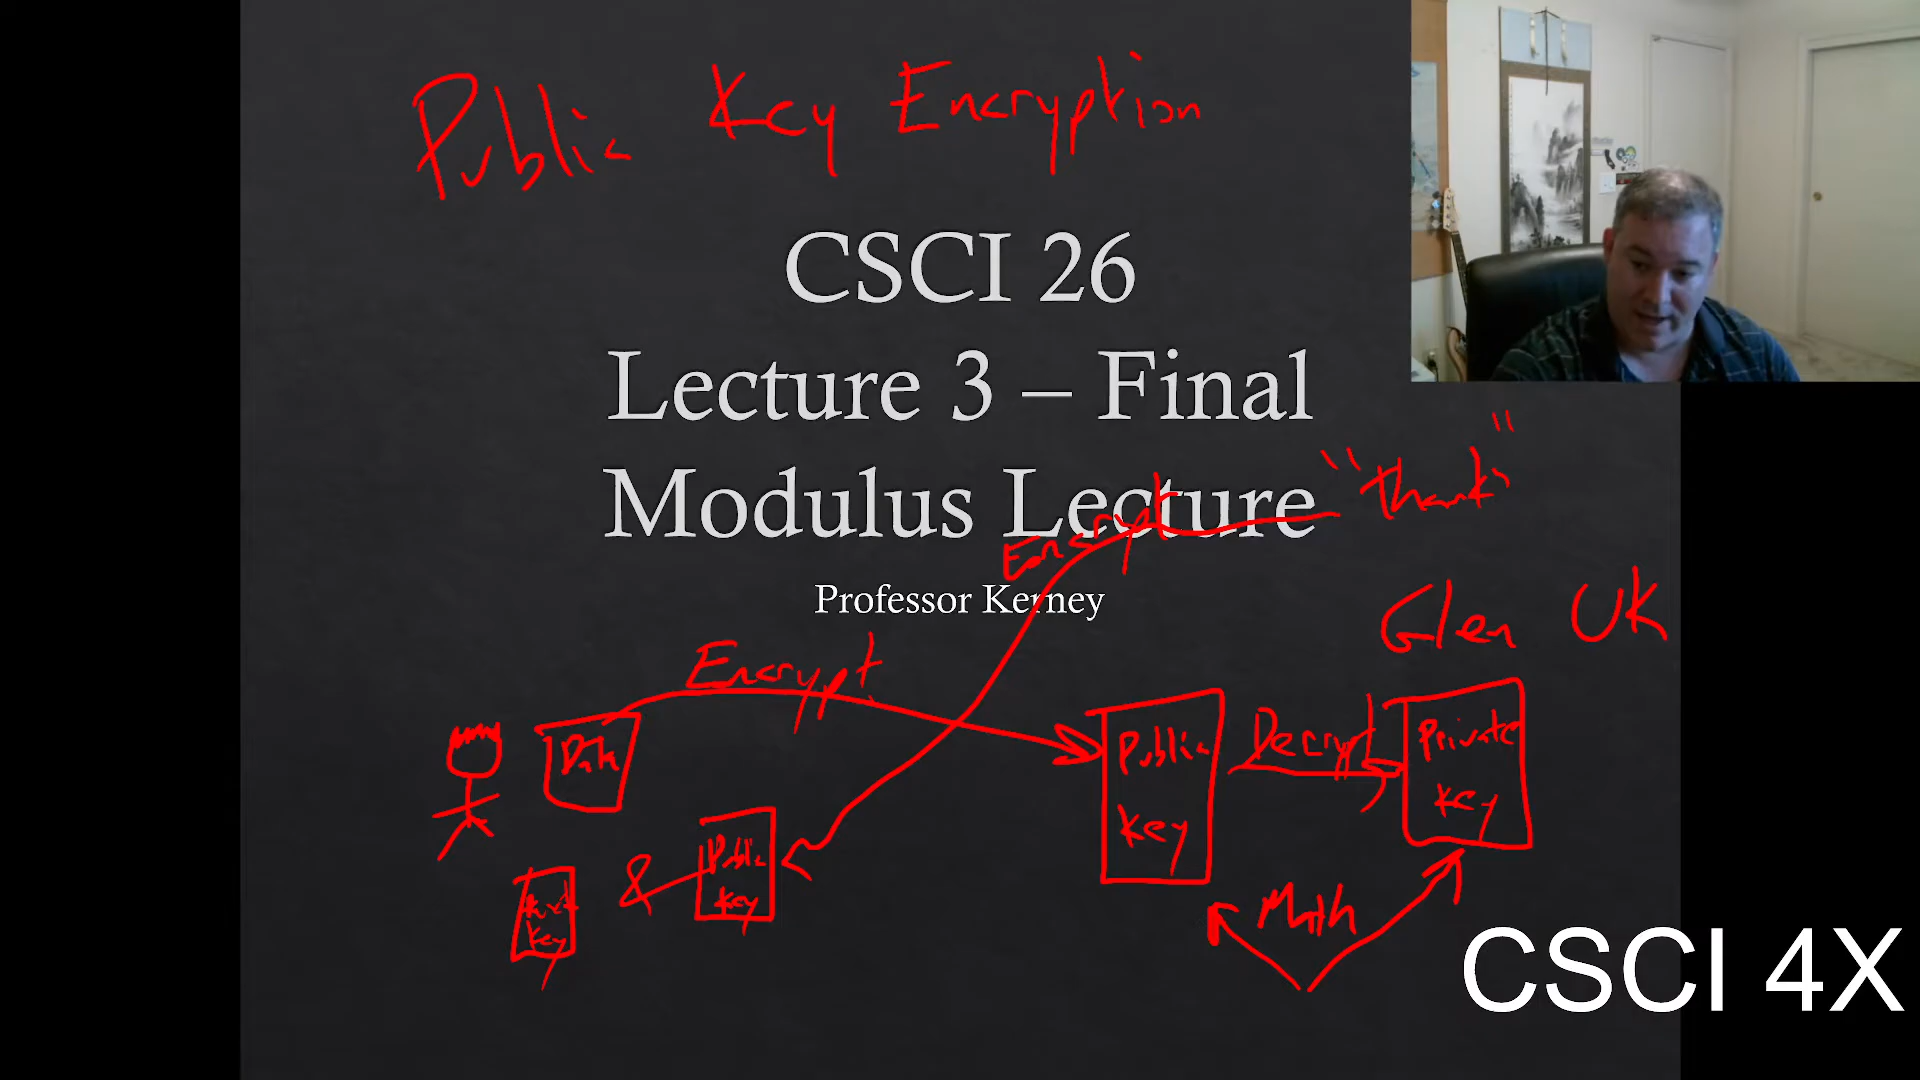 Public Key Encryption
CSCI 26
Lecture 3 – Final
Modulus Lecture
"thanks"
Encrypt
Professor Kerney
Glen UK
Encrypt
Data
Public
Key
Decrypt
Private
Key
Public
Key
Key
Math
CSCI 4X